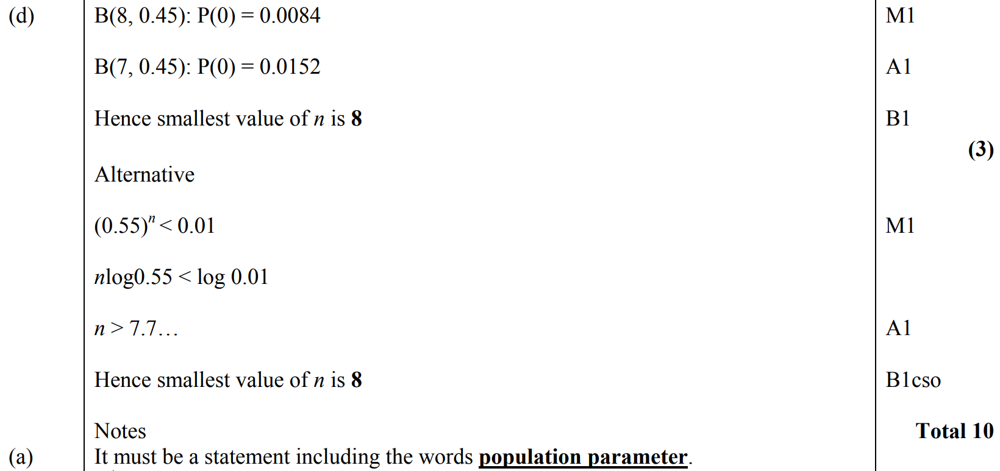 (d) B(8, 0.45): P(0) = 0.0084 M1
B(7, 0.45): P(0) = 0.0152 A1
Hence smallest value of n is 8 B1
(3)
Alternative
(0.55)ⁿ < 0.01 M1
nlog0.55 < log 0.01
n > 7.7… A1
Hence smallest value of n is 8 B1cso
Notes Total 10
(a) It must be a statement including the words population parameter.